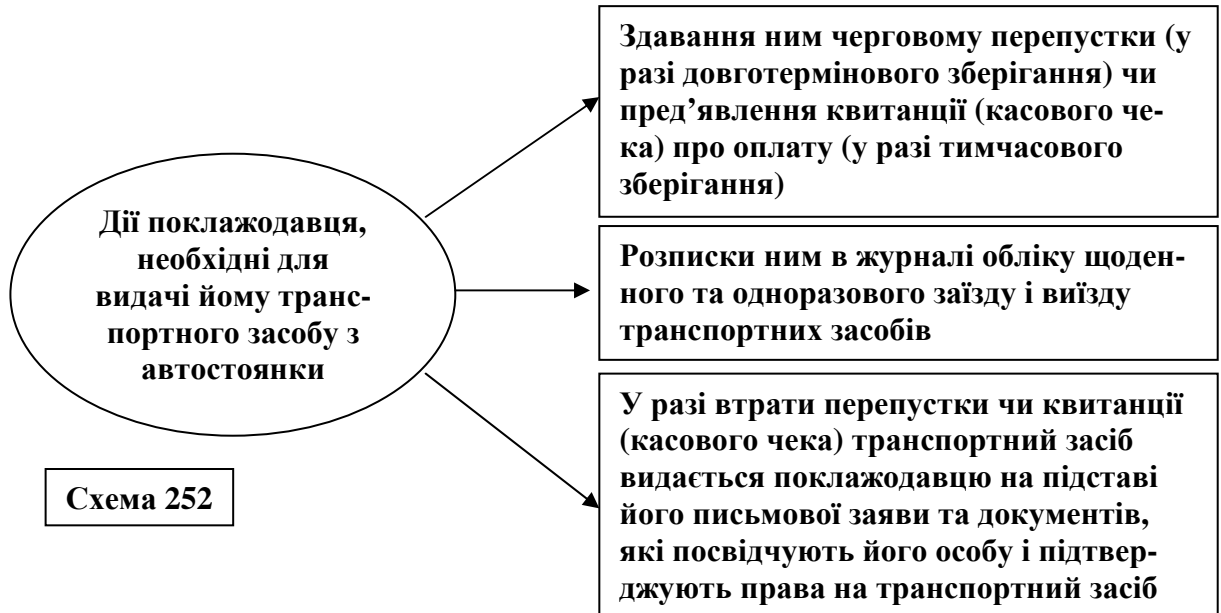 Здавання ним черговому перепустки (у
разі довготермінового зберігання) чи
пред’явлення квитанції (касового че-
ка) про оплату (у разі тимчасового
зберігання)
Дії поклажодавця,
необхідні для
видачі йому транс-
портного засобу з
автостоянки
Розписки ним в журналі обліку щоден-
ного та одноразового заїзду і виїзду
транспортних засобів
У разі втрати перепустки чи квитанції
(касового чека) транспортний засіб
видається поклажодавцю на підставі
його письмової заяви та документів,
які посвідчують його особу і підтвер-
джують права на транспортний засіб
Схема 252